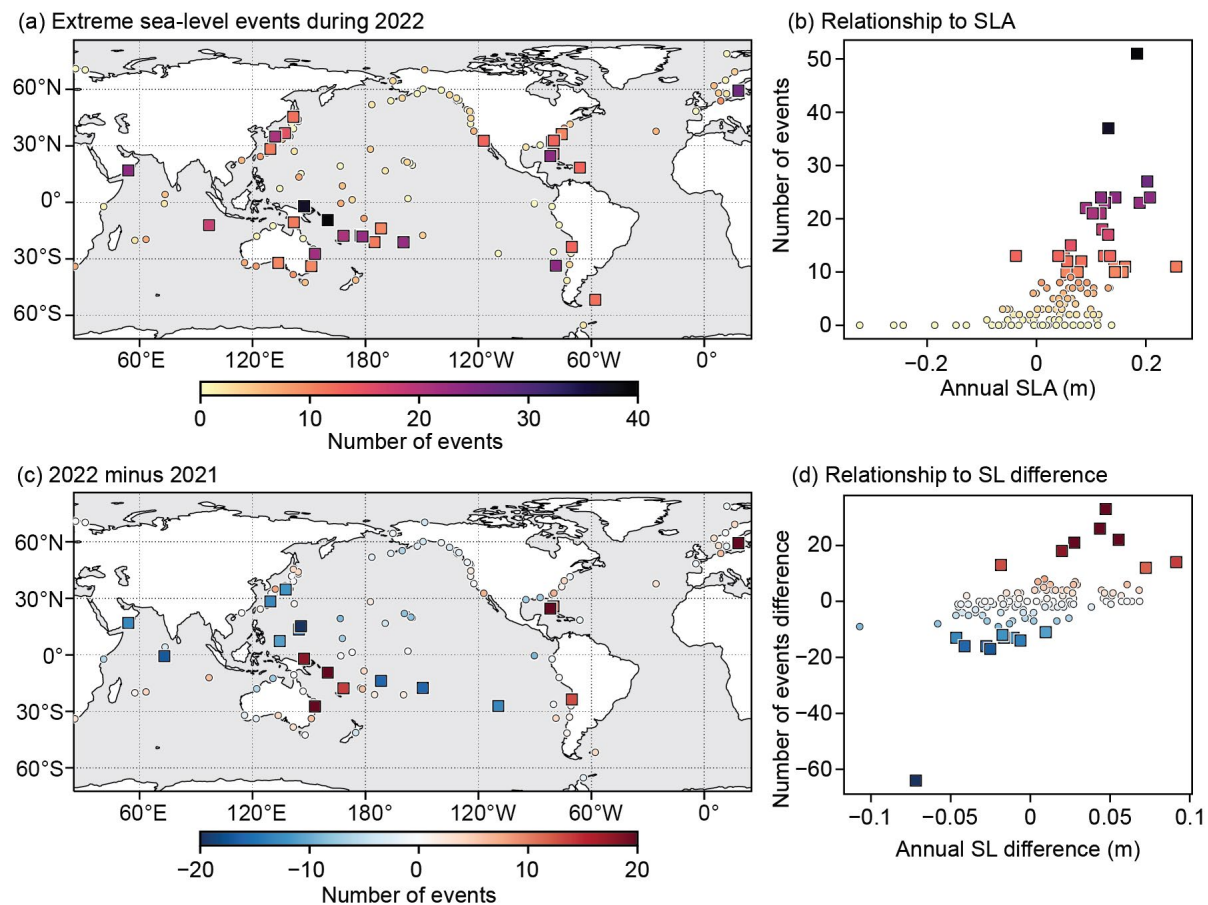 (a) Extreme sea-level events during 2022
60°N
30°N
0°
30°S
60°S
60°E
120°E
180°
120°W
60°W
0°
0
10
20
30
40
Number of events
(b) Relationship to SLA
50
40
30
20
10
0
Number of events
−0.2
0
0.2
Annual SLA (m)
(c) 2022 minus 2021
60°N
30°N
0°
30°S
60°S
60°E
120°E
180°
120°W
60°W
0°
−20
−10
0
10
20
Number of events
(d) Relationship to SL difference
20
0
−20
−40
−60
Number of events difference
−0.1
−0.05
0
0.05
0.1
Annual SL difference (m)